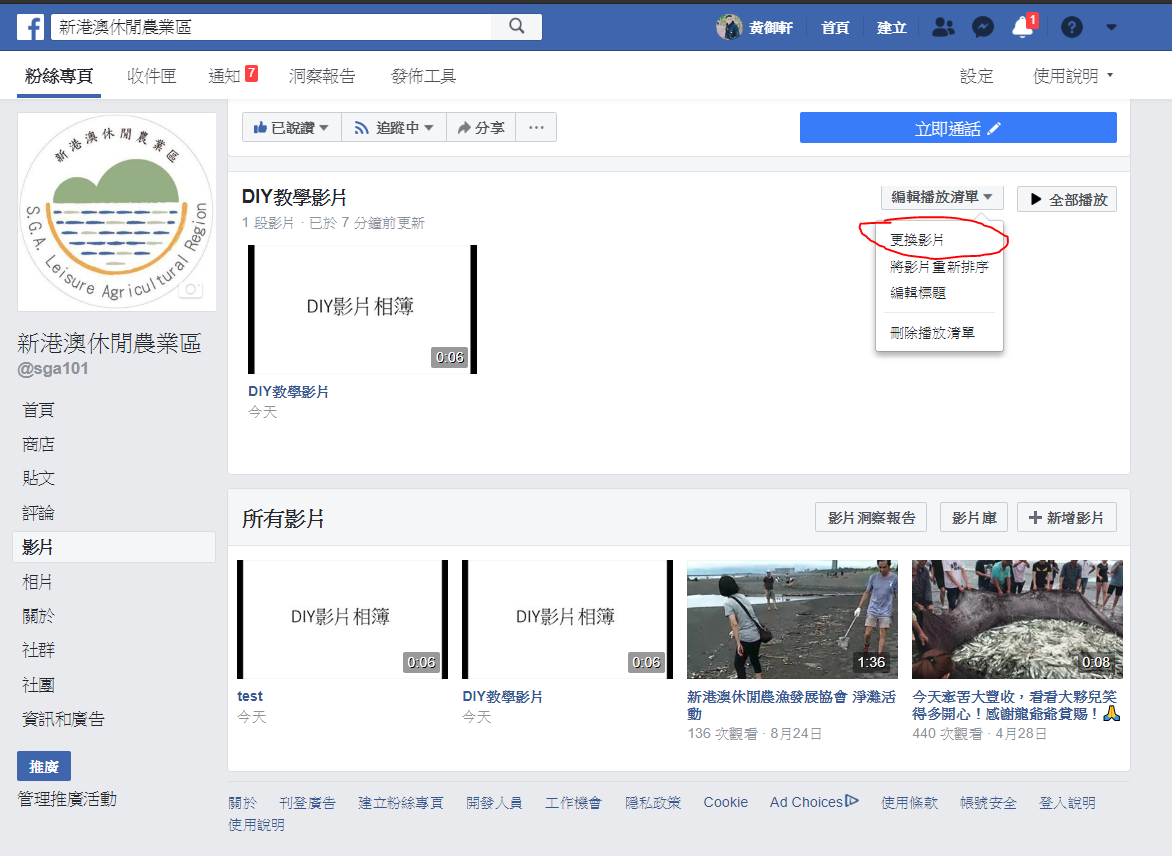 新港澳休閒農業區
黃御軒 首頁 建立 1
粉絲專頁 收件匣 通知 7 洞察報告 發佈工具 設定 使用說明
新港澳休閒農業區
S.G.A. Leisure Agricultural Region
新港澳休閒農業區
@sga101
首頁
商店
貼文
評論
影片
相片
關於
社群
社團
資訊和廣告
推廣
管理推廣活動
已說讚 追蹤中 分享 ...
立即通話
DIY教學影片
1 段影片 · 已於 7 分鐘前更新
編輯播放清單 全部播放
更換影片
將影片重新排序
編輯標題
刪除播放清單
DIY影片相簿
0:06
DIY教學影片
今天
所有影片
影片洞察報告 影片庫 新增影片
DIY影片相簿
0:06
test
今天
DIY影片相簿
0:06
DIY教學影片
今天
1:36
新港澳休閒農漁發展協會 淨灘活
動
136 次觀看 · 8月24日
0:08
今天牽罟大豐收，看看大夥兒笑
得多開心！感謝龍爺爺賞賜！🙏
440 次觀看 · 4月28日
關於 刊登廣告 建立粉絲專頁 開發人員 工作機會 隱私政策 Cookie Ad Choices 使用條款 帳號安全 登入說明
使用說明